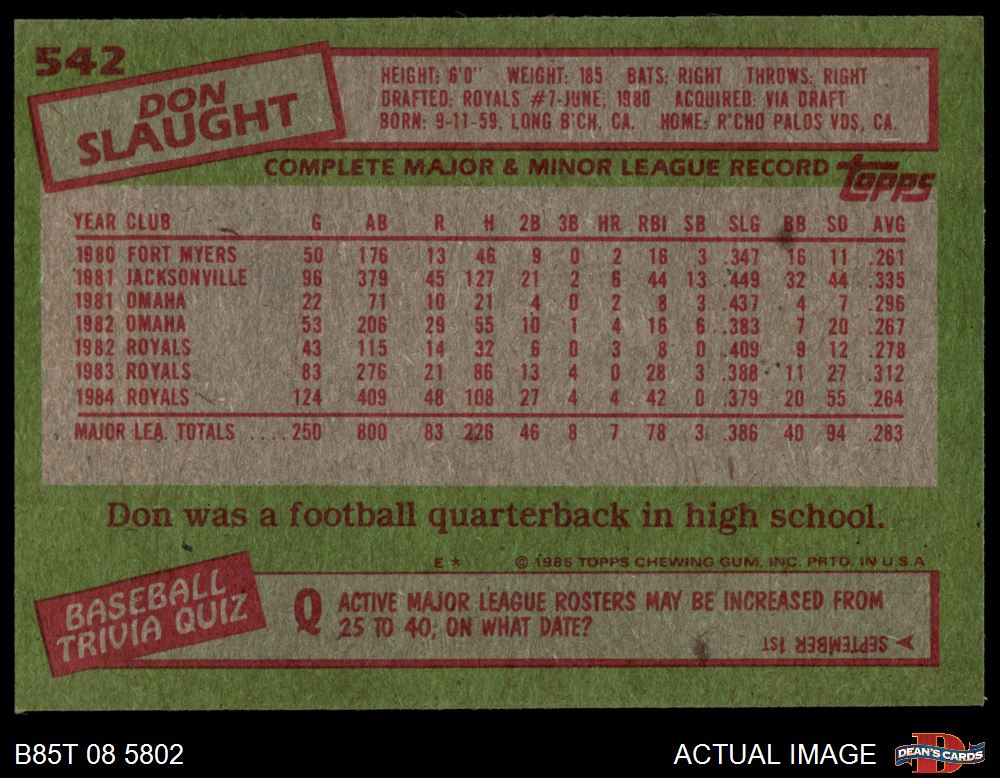 542
DON
SLAUGHT
HEIGHT: 6'0" WEIGHT: 185 BATS: RIGHT THROWS: RIGHT
DRAFTED: ROYALS #7-JUNE, 1980 ACQUIRED: VIA DRAFT
BORN: 9-11-59, LONG B'CH, CA. HOME: R'CHO PALOS VDS, CA.
COMPLETE MAJOR & MINOR LEAGUE RECORD
TOPPS
YEAR CLUB G AB R H 2B 3B HR RBI SB SLG BB SO AVG
1980 FORT MYERS 50 176 13 46 9 0 2 16 3 .347 16 11 .261
1981 JACKSONVILLE 96 379 45 127 21 2 6 44 13 .449 32 44 .335
1981 OMAHA 22 71 10 21 4 0 2 8 3 .437 4 7 .296
1982 OMAHA 53 206 29 55 10 1 4 16 6 .383 7 20 .267
1982 ROYALS 43 115 14 32 6 0 3 8 0 .409 9 12 .278
1983 ROYALS 83 276 21 86 13 4 0 28 3 .388 11 27 .312
1984 ROYALS 124 409 48 108 27 4 4 42 0 .379 20 55 .264
MAJOR LEA. TOTALS .... 250 800 83 226 46 8 7 78 3 .386 40 94 .283
Don was a football quarterback in high school.
E * © 1985 TOPPS CHEWING GUM, INC. PRTD. IN U.S.A
BASEBALL
TRIVIA QUIZ
Q ACTIVE MAJOR LEAGUE ROSTERS MAY BE INCREASED FROM
25 TO 40, ON WHAT DATE?
SEPTEMBER 1ST
B85T 08 5802
ACTUAL IMAGE
D
DEAN'S CARDS